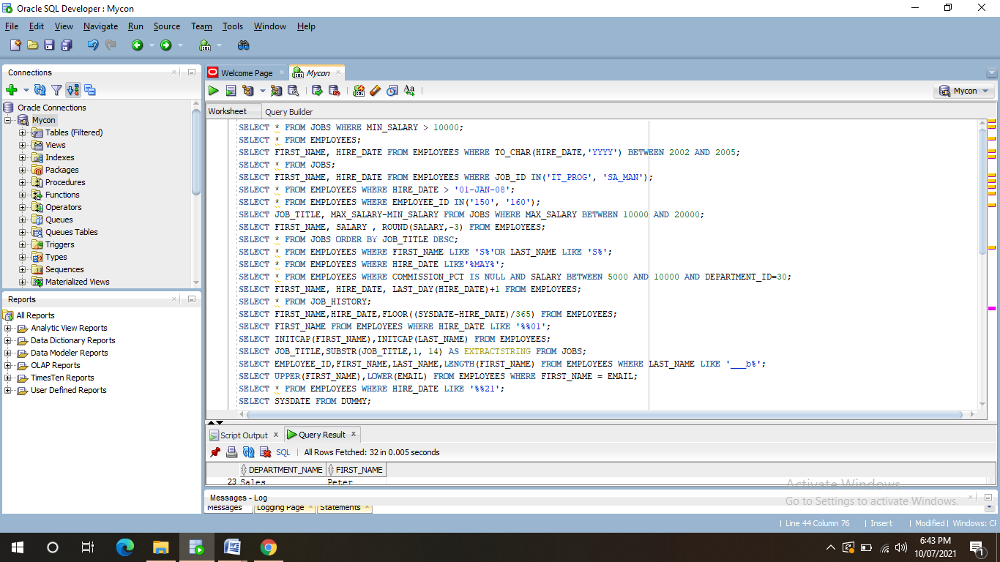 Oracle SQL Developer : Mycon
File Edit View Navigate Run Source Team Tools Window Help
Connections
Oracle Connections
Mycon
Tables (Filtered)
Views
Indexes
Packages
Procedures
Functions
Operators
Queues
Queues Tables
Triggers
Types
Sequences
Materialized Views
Reports
All Reports
Analytic View Reports
Data Dictionary Reports
Data Modeler Reports
OLAP Reports
TimesTen Reports
User Defined Reports
Welcome Page Mycon
Mycon
Worksheet Query Builder
SELECT * FROM JOBS WHERE MIN_SALARY > 10000;
SELECT * FROM EMPLOYEES;
SELECT FIRST_NAME, HIRE_DATE FROM EMPLOYEES WHERE TO_CHAR(HIRE_DATE,'YYYY') BETWEEN 2002 AND 2005;
SELECT * FROM JOBS;
SELECT FIRST_NAME, HIRE_DATE FROM EMPLOYEES WHERE JOB_ID IN('IT_PROG', 'SA_MAN');
SELECT * FROM EMPLOYEES WHERE HIRE_DATE > '01-JAN-08';
SELECT * FROM EMPLOYEES WHERE EMPLOYEE_ID IN('150', '160');
SELECT JOB_TITLE, MAX_SALARY-MIN_SALARY FROM JOBS WHERE MAX_SALARY BETWEEN 10000 AND 20000;
SELECT FIRST_NAME, SALARY , ROUND(SALARY,-3) FROM EMPLOYEES;
SELECT * FROM JOBS ORDER BY JOB_TITLE DESC;
SELECT * FROM EMPLOYEES WHERE FIRST_NAME LIKE 'S%'OR LAST_NAME LIKE 'S%';
SELECT * FROM EMPLOYEES WHERE HIRE_DATE LIKE'%MAY%';
SELECT * FROM EMPLOYEES WHERE COMMISSION_PCT IS NULL AND SALARY BETWEEN 5000 AND 10000 AND DEPARTMENT_ID=30;
SELECT FIRST_NAME, HIRE_DATE, LAST_DAY(HIRE_DATE)+1 FROM EMPLOYEES;
SELECT * FROM JOB_HISTORY;
SELECT FIRST_NAME,HIRE_DATE,FLOOR((SYSDATE-HIRE_DATE)/365) FROM EMPLOYEES;
SELECT FIRST_NAME FROM EMPLOYEES WHERE HIRE_DATE LIKE '%%01';
SELECT INITCAP(FIRST_NAME),INITCAP(LAST_NAME) FROM EMPLOYEES;
SELECT JOB_TITLE,SUBSTR(JOB_TITLE,1, 14) AS EXTRACTSTRING FROM JOBS;
SELECT EMPLOYEE_ID,FIRST_NAME,LAST_NAME,LENGTH(FIRST_NAME) FROM EMPLOYEES WHERE LAST_NAME LIKE '___b%';
SELECT UPPER(FIRST_NAME),LOWER(EMAIL) FROM EMPLOYEES WHERE FIRST_NAME = EMAIL;
SELECT * FROM EMPLOYEES WHERE HIRE_DATE LIKE '%%21';
SELECT SYSDATE FROM DUMMY;
Script Output x Query Result x
SQL | All Rows Fetched: 32 in 0.005 seconds
DEPARTMENT_NAME FIRST_NAME
23 Sales Peter
Activate Windows
Go to Settings to activate Windows.
Messages - Log
Messages Logging Page Statements
Line 44 Column 76 | Insert | Modified | Windows: CF
6:43 PM
10/07/2021
1